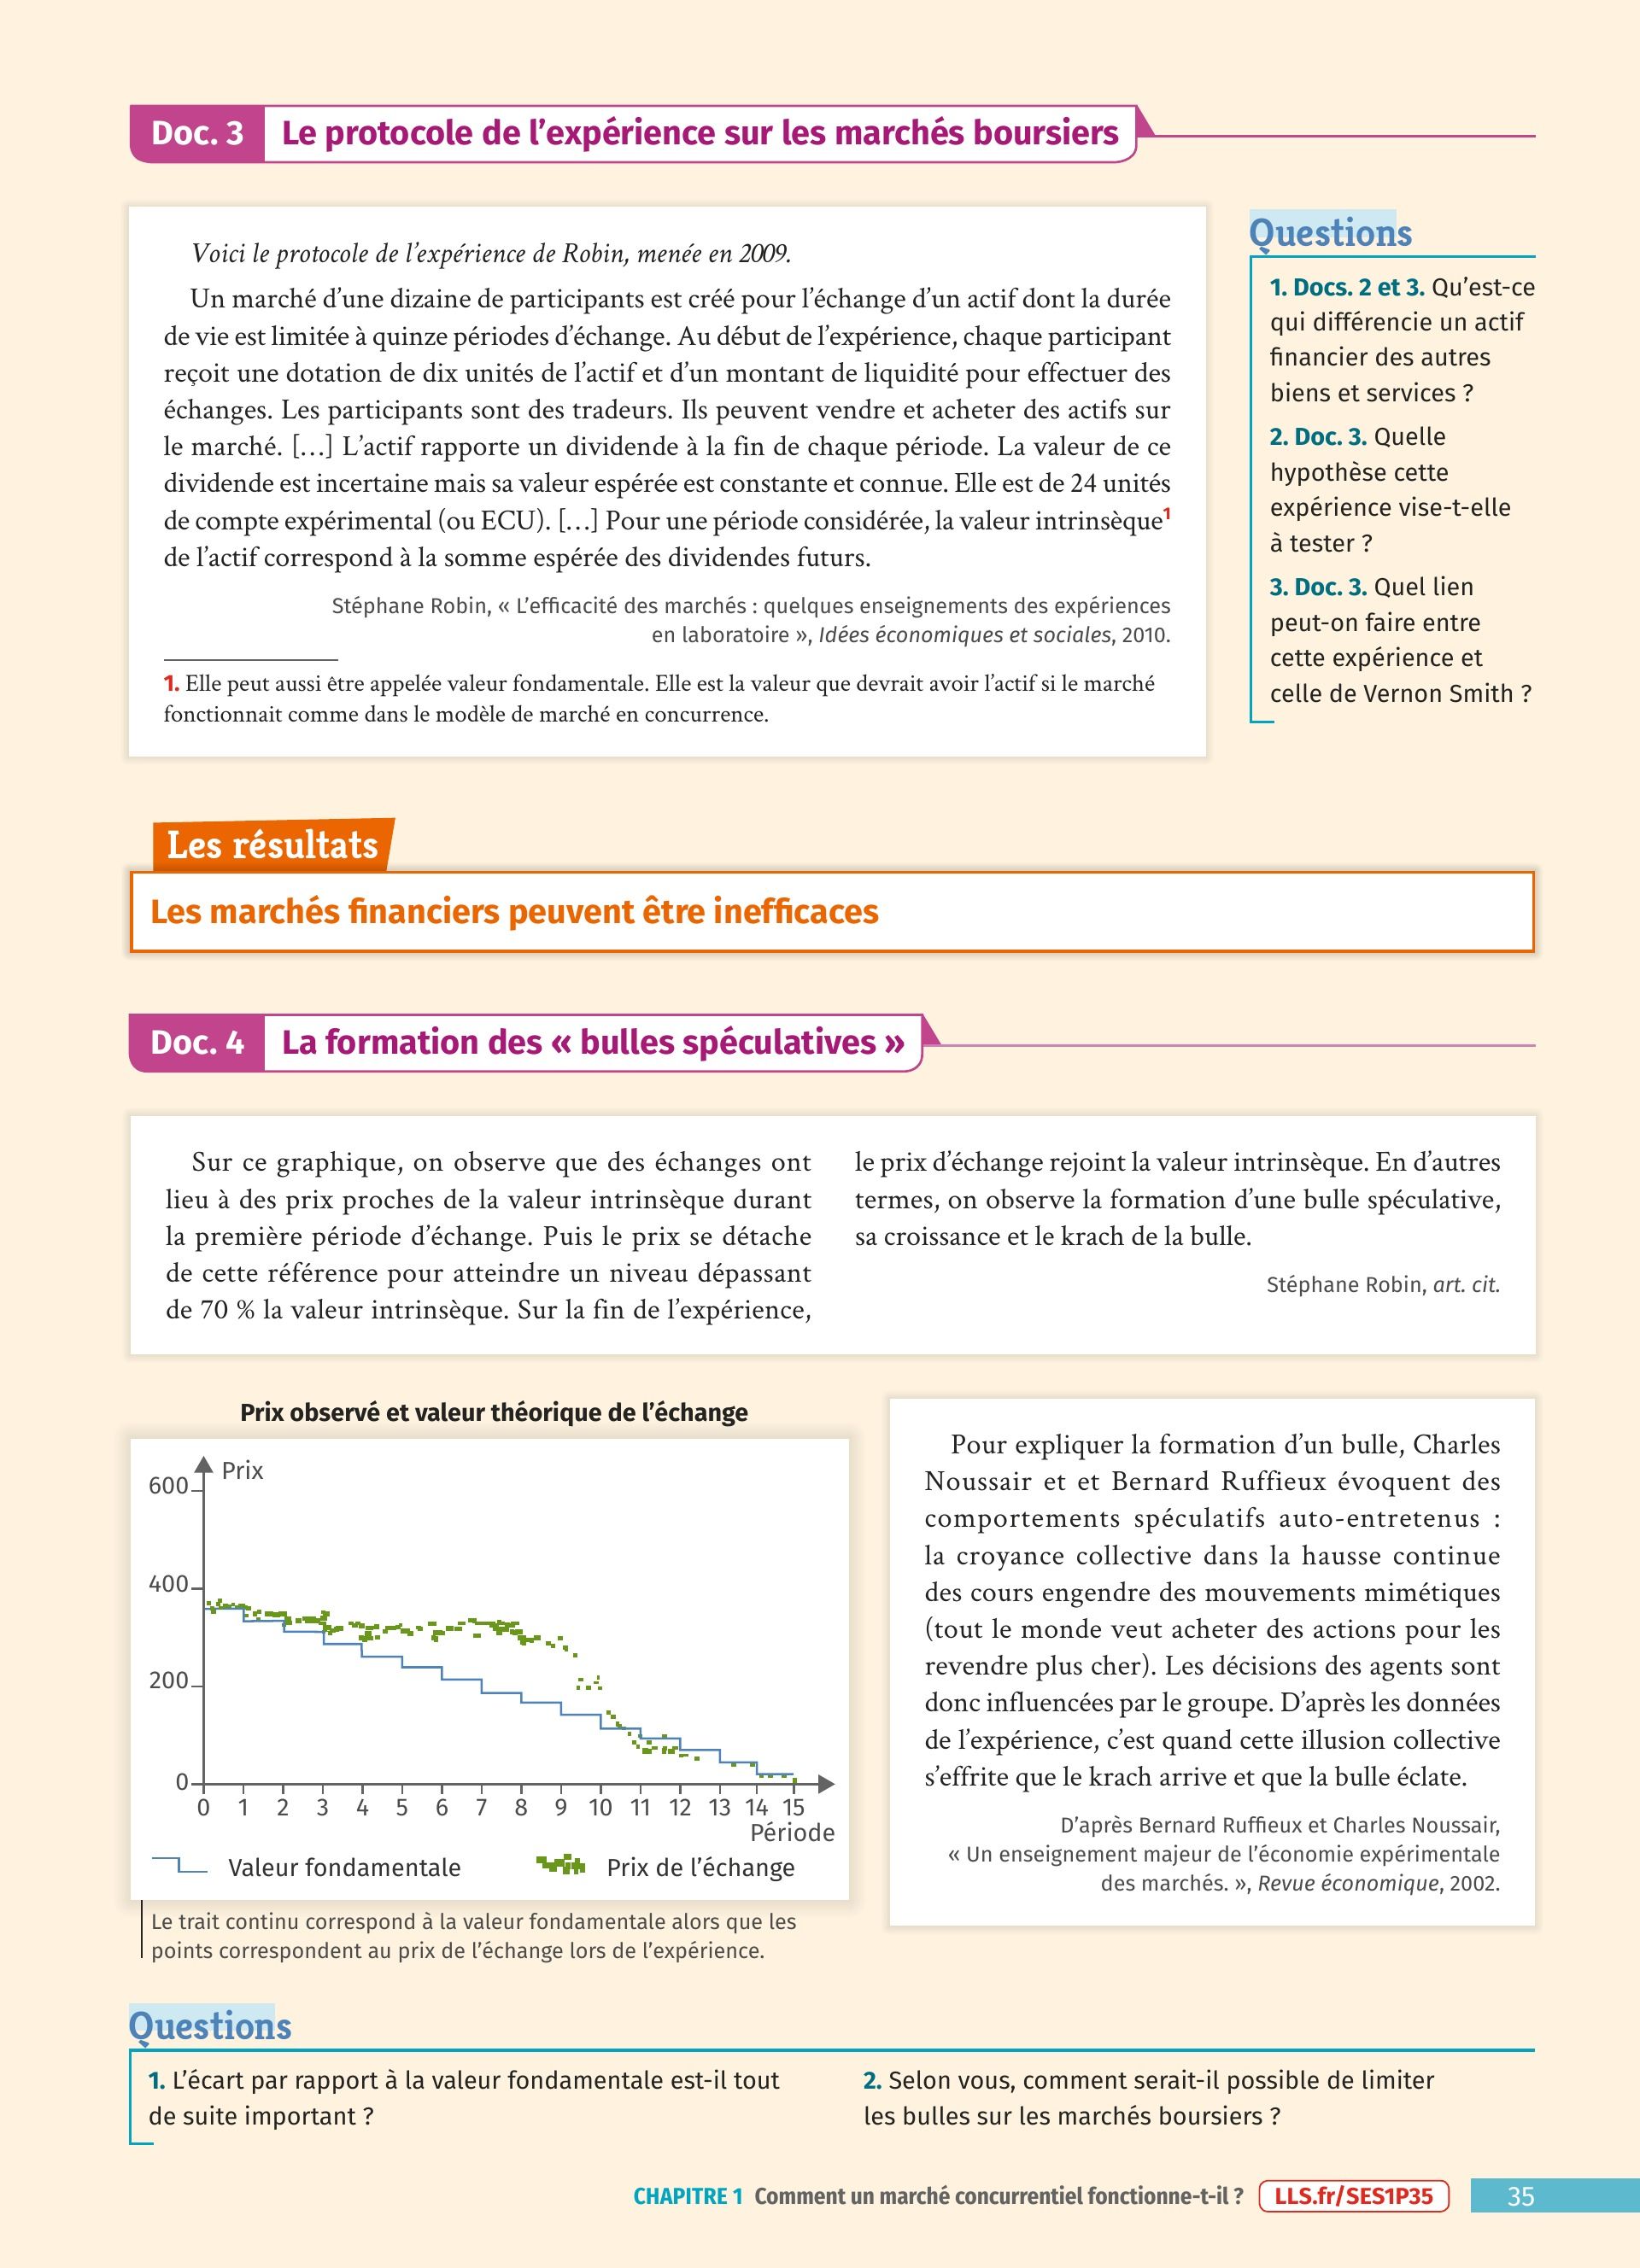 Doc. 3 Le protocole de l’expérience sur les marchés boursiers
Voici le protocole de l’expérience de Robin, menée en 2009.
Un marché d’une dizaine de participants est créé pour l’échange d’un actif dont la durée
de vie est limitée à quinze périodes d’échange. Au début de l’expérience, chaque participant
reçoit une dotation de dix unités de l’actif et d’un montant de liquidité pour effectuer des
échanges. Les participants sont des tradeurs. Ils peuvent vendre et acheter des actifs sur
le marché. […] L’actif rapporte un dividende à la fin de chaque période. La valeur de ce
dividende est incertaine mais sa valeur espérée est constante et connue. Elle est de 24 unités
de compte expérimental (ou ECU). […] Pour une période considérée, la valeur intrinsèque1
de l’actif correspond à la somme espérée des dividendes futurs.
Stéphane Robin, « L’efficacité des marchés : quelques enseignements des expériences
en laboratoire », Idées économiques et sociales, 2010.
1. Elle peut aussi être appelée valeur fondamentale. Elle est la valeur que devrait avoir l’actif si le marché
fonctionnait comme dans le modèle de marché en concurrence.
Questions
1. Docs. 2 et 3. Qu’est-ce
qui différencie un actif
financier des autres
biens et services ?
2. Doc. 3. Quelle
hypothèse cette
expérience vise-t-elle
à tester ?
3. Doc. 3. Quel lien
peut-on faire entre
cette expérience et
celle de Vernon Smith ?
Les résultats
Les marchés financiers peuvent être inefficaces
Doc. 4 La formation des « bulles spéculatives »
Sur ce graphique, on observe que des échanges ont
lieu à des prix proches de la valeur intrinsèque durant
la première période d’échange. Puis le prix se détache
de cette référence pour atteindre un niveau dépassant
de 70 % la valeur intrinsèque. Sur la fin de l’expérience,
le prix d’échange rejoint la valeur intrinsèque. En d’autres
termes, on observe la formation d’une bulle spéculative,
sa croissance et le krach de la bulle.
Stéphane Robin, art. cit.
Prix observé et valeur théorique de l’échange
Prix
600
400
200
0
0 1 2 3 4 5 6 7 8 9 10 11 12 13 14 15
Période
Valeur fondamentale Prix de l’échange
Le trait continu correspond à la valeur fondamentale alors que les
points correspondent au prix de l’échange lors de l’expérience.
Pour expliquer la formation d’un bulle, Charles
Noussair et et Bernard Ruffieux évoquent des
comportements spéculatifs auto-entretenus :
la croyance collective dans la hausse continue
des cours engendre des mouvements mimétiques
(tout le monde veut acheter des actions pour les
revendre plus cher). Les décisions des agents sont
donc influencées par le groupe. D’après les données
de l’expérience, c’est quand cette illusion collective
s’effrite que le krach arrive et que la bulle éclate.
D’après Bernard Ruffieux et Charles Noussair,
« Un enseignement majeur de l’économie expérimentale
des marchés. », Revue économique, 2002.
Questions
1. L’écart par rapport à la valeur fondamentale est-il tout
de suite important ?
2. Selon vous, comment serait-il possible de limiter
les bulles sur les marchés boursiers ?
CHAPITRE 1 Comment un marché concurrentiel fonctionne-t-il ? LLS.fr/SES1P35 35